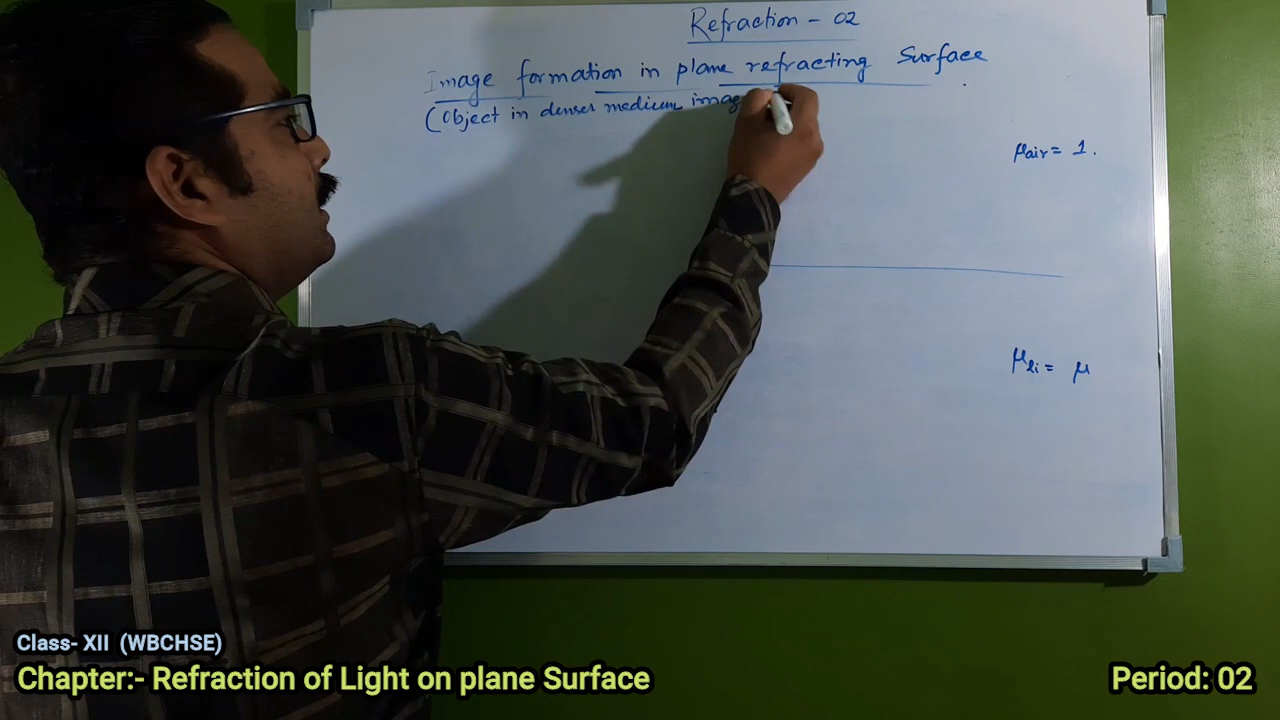 Refraction - 02
Image formation in plane refracting Surface
(Object in denser medium image
μair = 1.
μli = μ
Class- XII (WBCHSE)
Chapter:- Refraction of Light on plane Surface
Period: 02